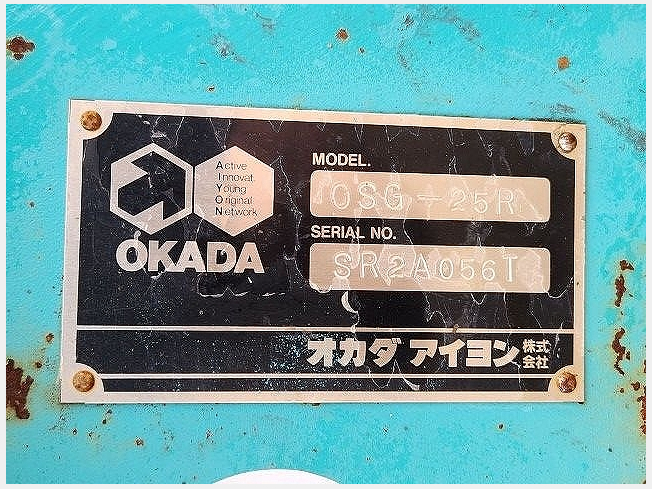 Active
Innovat
Young
Original
Network
OKADA
MODEL.
OSG-25R
SERIAL NO.
SR2A056T
オカダ アイヨン株式会社